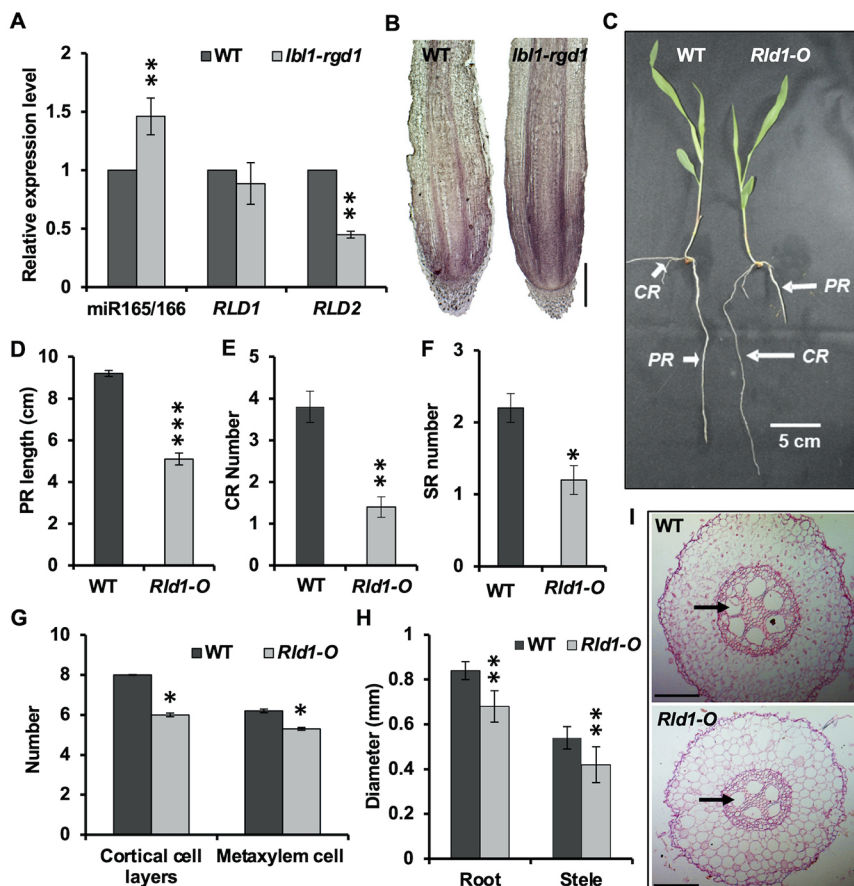 A
WT lbl1-rgd1
Relative expression level
2
1.5
1
0.5
0
**
**
miR165/166 RLD1 RLD2
B
WT lbl1-rgd1
C
WT Rld1-O
CR
PR
PR
CR
5 cm
D
PR length (cm)
10
8
6
4
2
0
***
WT Rld1-O
E
CR Number
5
4
3
2
1
0
**
WT Rld1-O
F
SR number
3
2
1
0
*
WT Rld1-O
G
WT Rld1-O
Number
10
8
6
4
2
0
*
*
Cortical cell
layers
Metaxylem cell
H
WT Rld1-O
Diameter (mm)
1
0.8
0.6
0.4
0.2
0
**
**
Root Stele
I
WT
Rld1-O